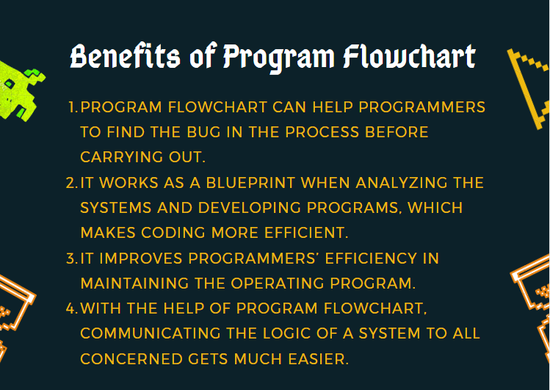 Benefits of Program Flowchart
1. PROGRAM FLOWCHART CAN HELP PROGRAMMERS
TO FIND THE BUG IN THE PROCESS BEFORE
CARRYING OUT.
2. IT WORKS AS A BLUEPRINT WHEN ANALYZING THE
SYSTEMS AND DEVELOPING PROGRAMS, WHICH
MAKES CODING MORE EFFICIENT.
3. IT IMPROVES PROGRAMMERS’ EFFICIENCY IN
MAINTAINING THE OPERATING PROGRAM.
4. WITH THE HELP OF PROGRAM FLOWCHART,
COMMUNICATING THE LOGIC OF A SYSTEM TO ALL
CONCERNED GETS MUCH EASIER.